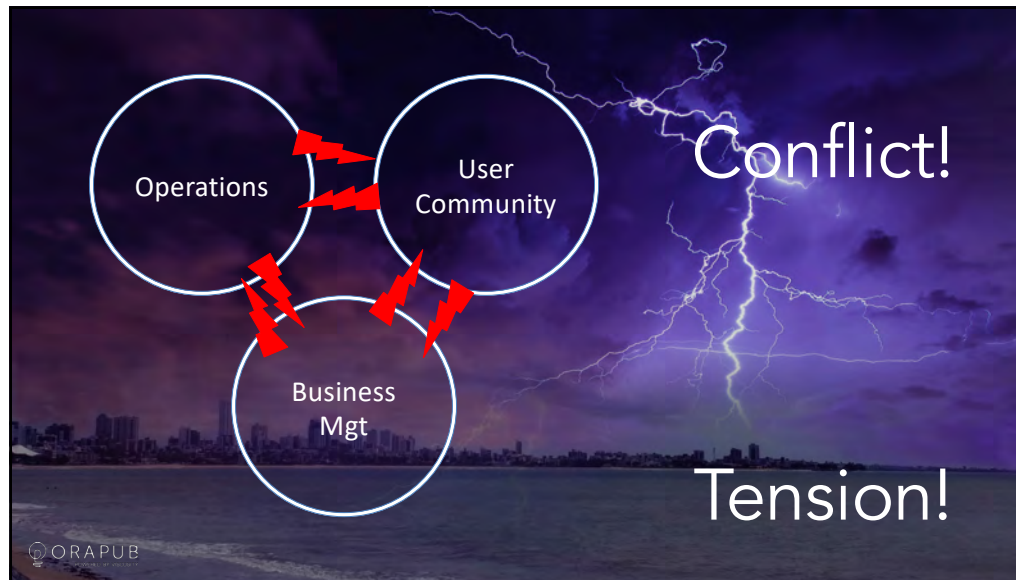 Operations
User
Community
Conflict!
Business
Mgt
Tension!
ORAPUB